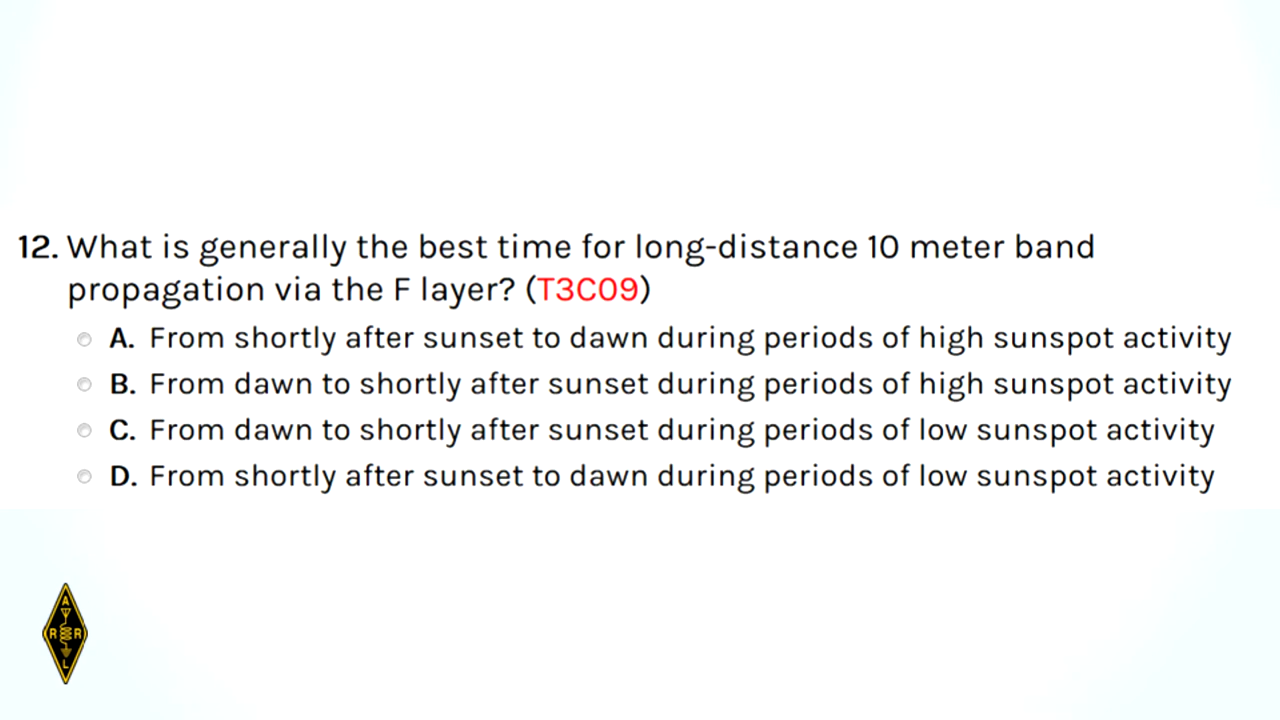 12. What is generally the best time for long-distance 10 meter band
propagation via the F layer? (T3C09)
A. From shortly after sunset to dawn during periods of high sunspot activity
B. From dawn to shortly after sunset during periods of high sunspot activity
C. From dawn to shortly after sunset during periods of low sunspot activity
D. From shortly after sunset to dawn during periods of low sunspot activity
A
R R
L